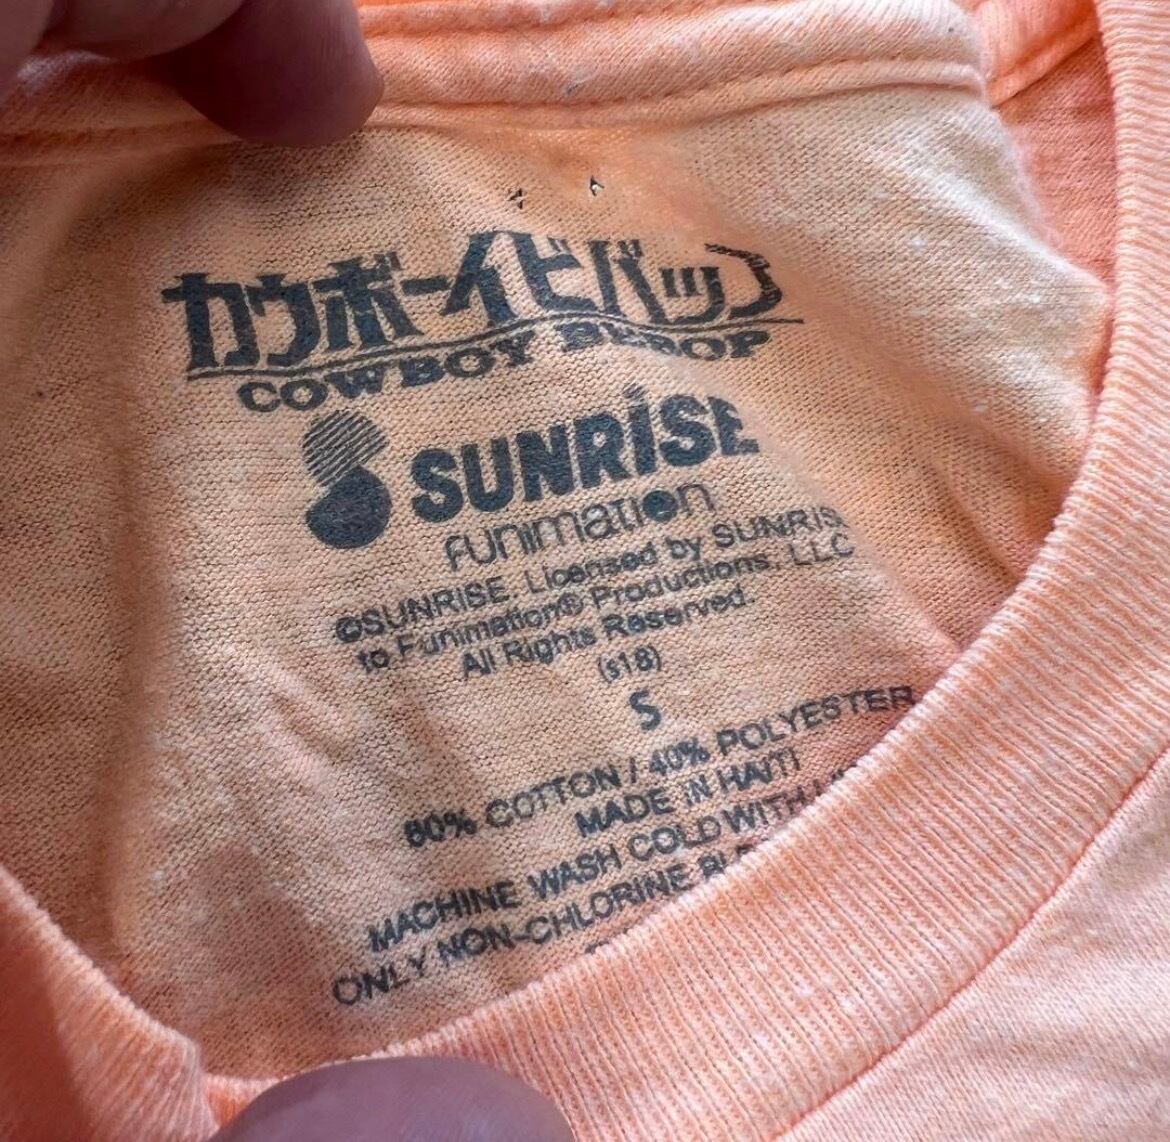 カウボーイビバップ
COWBOY BEBOP
SUNRISE
FUnimation
©SUNRISE Licensed by SUNRISE
to Funimation® Productions, LLC
All Rights Reserved.
(s18)
S
60% COTTON / 40% POLYESTER
MADE IN HAITI
MACHINE WASH COLD WITH
ONLY NON-CHLORINE